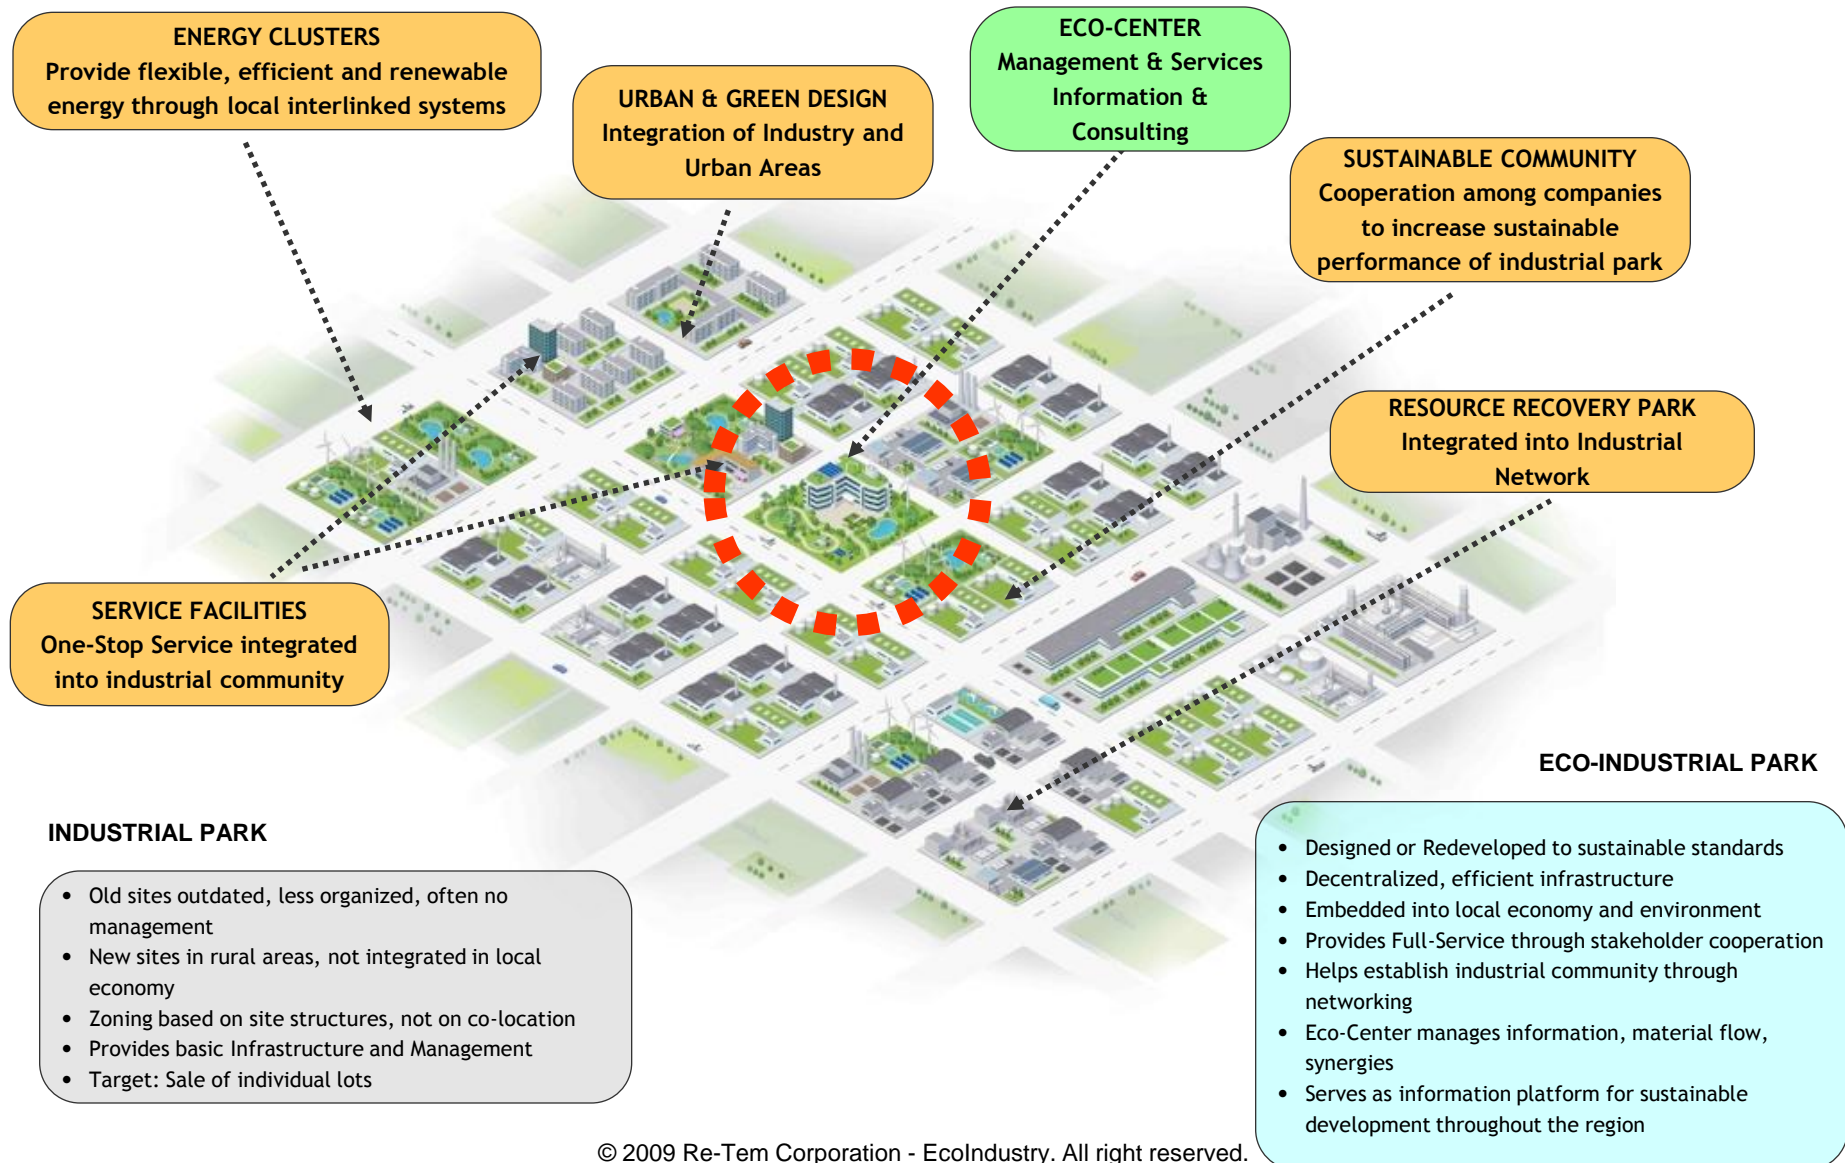 ENERGY CLUSTERS
Provide flexible, efficient and renewable
energy through local interlinked systems
URBAN & GREEN DESIGN
Integration of Industry and
Urban Areas
ECO-CENTER
Management & Services
Information &
Consulting
SUSTAINABLE COMMUNITY
Cooperation among companies
to increase sustainable
performance of industrial park
RESOURCE RECOVERY PARK
Integrated into Industrial
Network
SERVICE FACILITIES
One-Stop Service integrated
into industrial community
INDUSTRIAL PARK
• Old sites outdated, less organized, often no
management
• New sites in rural areas, not integrated in local
economy
• Zoning based on site structures, not on co-location
• Provides basic Infrastructure and Management
• Target: Sale of individual lots
ECO-INDUSTRIAL PARK
• Designed or Redeveloped to sustainable standards
• Decentralized, efficient infrastructure
• Embedded into local economy and environment
• Provides Full-Service through stakeholder cooperation
• Helps establish industrial community through
networking
• Eco-Center manages information, material flow,
synergies
• Serves as information platform for sustainable
development throughout the region
© 2009 Re-Tem Corporation - EcoIndustry. All right reserved.